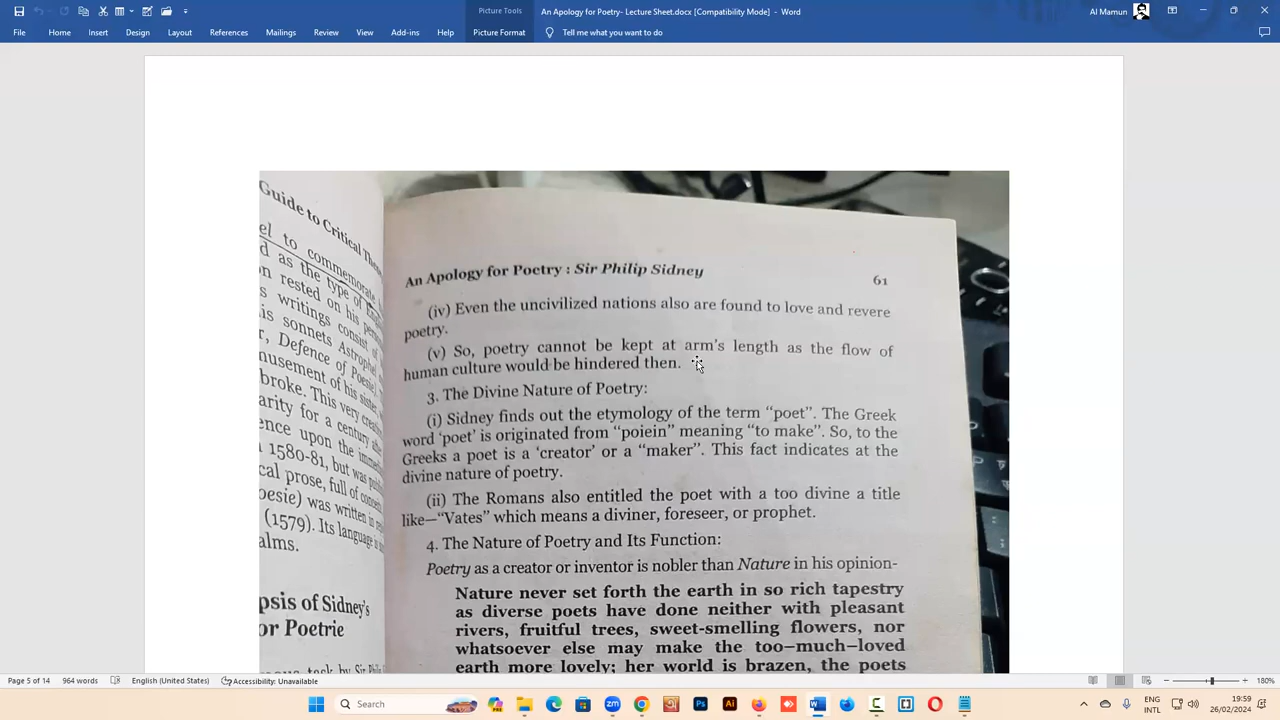 An Apology for Poetry- Lecture Sheet.docx [Compatibility Mode] - Word
Picture Tools
Al Mamun
File Home Insert Design Layout References Mailings Review View Add-ins Help Picture Format Tell me what you want to do
Guide to Critical
el to commemorate
d as the type of
on rested on his
s writings consist of
is sonnets Astrophel
r, Defence of Poesie)
musement of his sister
broke. This very
arity for a century
ence upon the
1580-81, but was
cal prose, full of
oesie) was written in
(1579). Its language is
alms.
psis of Sidney's
or Poetrie
An Apology for Poetry : Sir Philip Sidney 61
(iv) Even the uncivilized nations also are found to love and revere
poetry.
(v) So, poetry cannot be kept at arm's length as the flow of
human culture would be hindered then.
3. The Divine Nature of Poetry:
(i) Sidney finds out the etymology of the term "poet". The Greek
word 'poet' is originated from "poiein" meaning "to make". So, to the
Greeks a poet is a 'creator' or a "maker". This fact indicates at the
divine nature of poetry.
(ii) The Romans also entitled the poet with a too divine a title
like—"Vates" which means a diviner, foreseer, or prophet.
4. The Nature of Poetry and Its Function:
Poetry as a creator or inventor is nobler than Nature in his opinion-
Nature never set forth the earth in so rich tapestry
as diverse poets have done neither with pleasant
rivers, fruitful trees, sweet-smelling flowers, nor
whatsoever else may make the too—much—loved
earth more lovely; her world is brazen, the poets
Page 5 of 14 964 words English (United States) Accessibility: Unavailable 180%
Search
ENG
INTL
19:59
26/02/2024